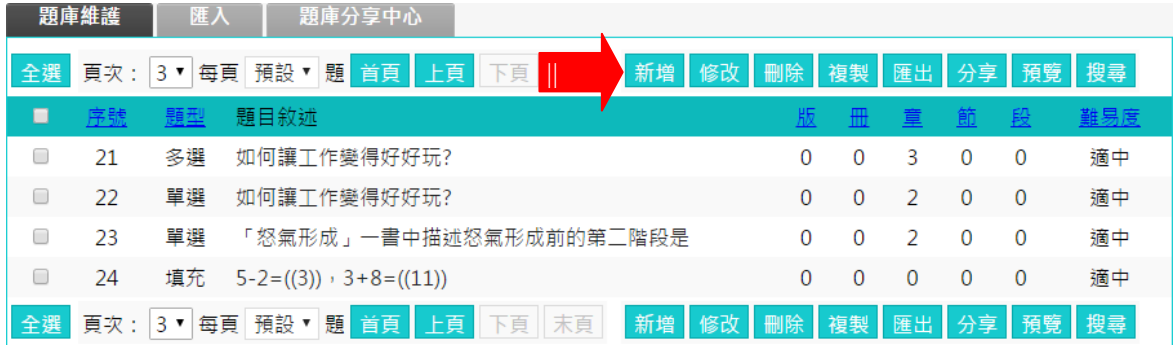 題庫維護 匯入 題庫分享中心
全選 頁次： 3 每頁 預設 題 首頁 上頁 下頁 || 新增 修改 刪除 複製 匯出 分享 預覽 搜尋
序號 題型 題目敘述 版 冊 章 節 段 難易度
21 多選 如何讓工作變得好好玩? 0 0 3 0 0 適中
22 單選 如何讓工作變得好好玩? 0 0 2 0 0 適中
23 單選 「怒氣形成」一書中描述怒氣形成前的第二階段是 0 0 2 0 0 適中
24 填充 5-2=((3))，3+8=((11)) 0 0 0 0 0 適中
全選 頁次： 3 每頁 預設 題 首頁 上頁 下頁 末頁 新增 修改 刪除 複製 匯出 分享 預覽 搜尋